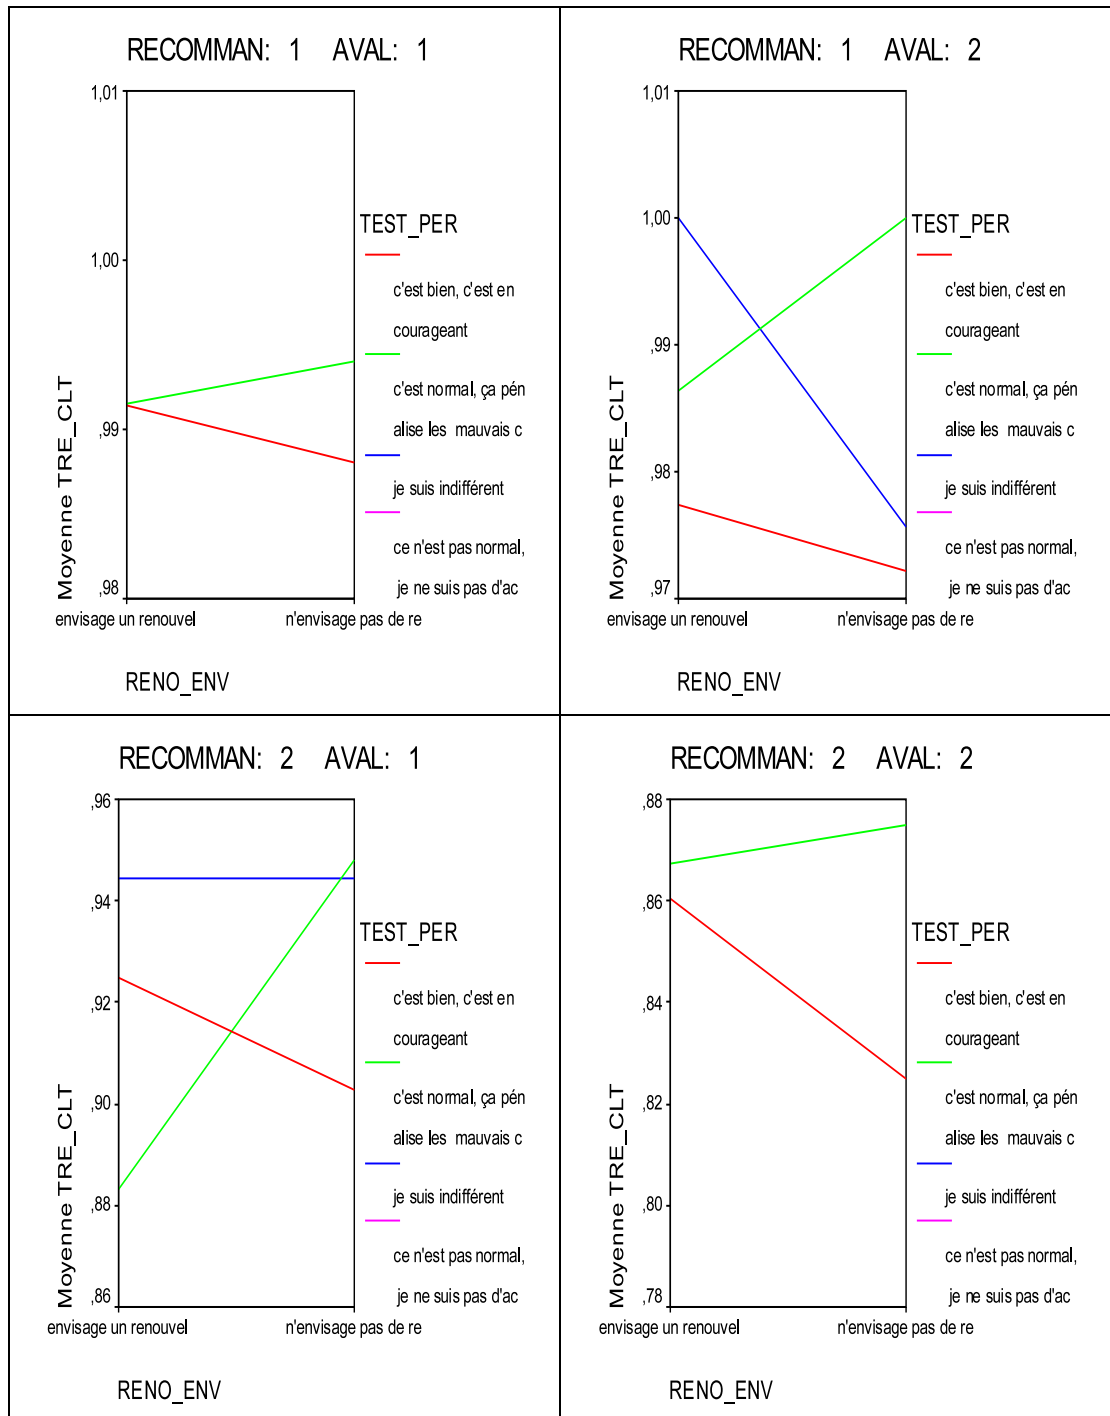 RECOMMAN: 1 AVAL: 1
1,01
1,00
,99
,98
Moyenne TRE_CLT
envisage un renouvel
n'envisage pas de re
RENO_ENV
TEST_PER
c'est bien, c'est en
courageant
c'est normal, ça pén
alise les mauvais c
je suis indifférent
ce n'est pas normal,
je ne suis pas d'ac
RECOMMAN: 1 AVAL: 2
1,01
1,00
,99
,98
,97
Moyenne TRE_CLT
envisage un renouvel
n'envisage pas de re
RENO_ENV
TEST_PER
c'est bien, c'est en
courageant
c'est normal, ça pén
alise les mauvais c
je suis indifférent
ce n'est pas normal,
je ne suis pas d'ac
RECOMMAN: 2 AVAL: 1
,96
,94
,92
,90
,88
,86
Moyenne TRE_CLT
envisage un renouvel
n'envisage pas de re
RENO_ENV
TEST_PER
c'est bien, c'est en
courageant
c'est normal, ça pén
alise les mauvais c
je suis indifférent
ce n'est pas normal,
je ne suis pas d'ac
RECOMMAN: 2 AVAL: 2
,88
,86
,84
,82
,80
,78
Moyenne TRE_CLT
envisage un renouvel
n'envisage pas de re
RENO_ENV
TEST_PER
c'est bien, c'est en
courageant
c'est normal, ça pén
alise les mauvais c
je suis indifférent
ce n'est pas normal,
je ne suis pas d'ac